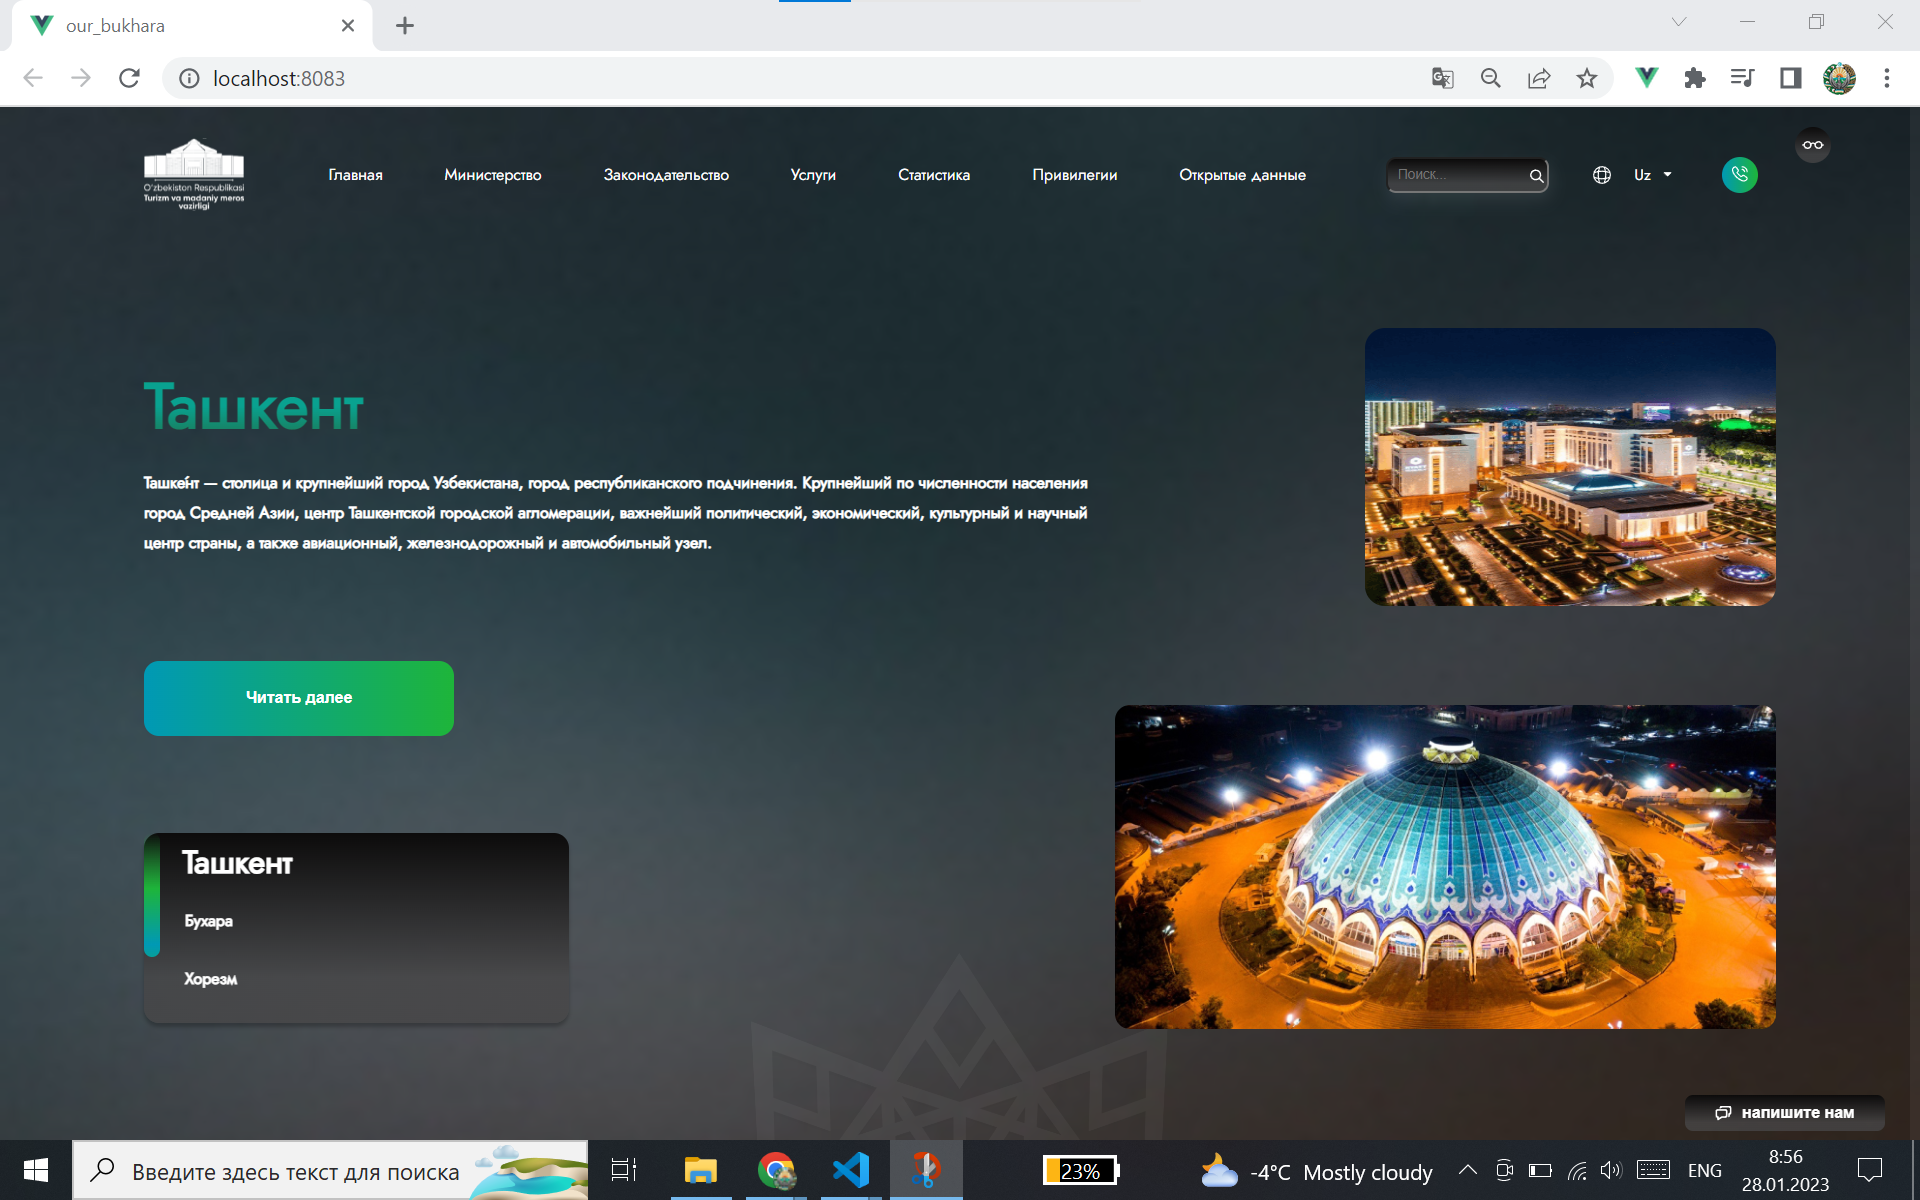 our_bukhara
localhost:8083
O'zbekiston Respublikasi
Turizm va madaniy meros
vazirligi
Главная
Министерство
Законодательство
Услуги
Статистика
Привилегии
Открытые данные
Поиск...
Uz
Ташкент
Ташке́нт — столица и крупнейший город Узбекистана, город республиканского подчинения. Крупнейший по численности населения
город Средней Азии, центр Ташкентской городской агломерации, важнейший политический, экономический, культурный и научный
центр страны, а также авиационный, железнодорожный и автомобильный узел.
Читать далее
Ташкент
Бухара
Хорезм
напишите нам
Введите здесь текст для поиска
23%
-4°C Mostly cloudy
ENG
8:56
28.01.2023